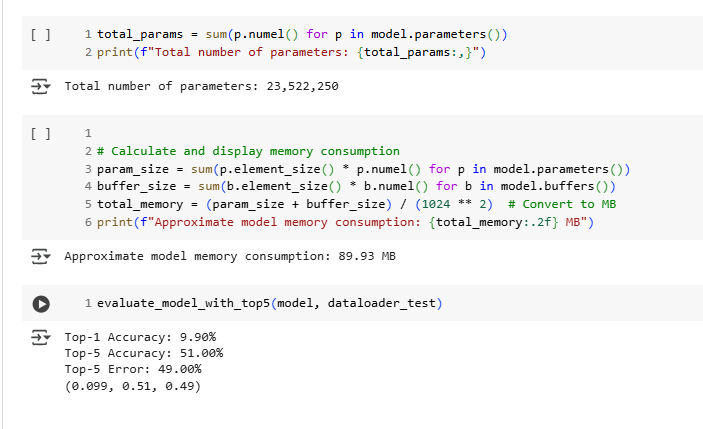 [ ] 1 total_params = sum(p.numel() for p in model.parameters())
2 print(f"Total number of parameters: {total_params:,}")
Total number of parameters: 23,522,250
[ ] 1
2 # Calculate and display memory consumption
3 param_size = sum(p.element_size() * p.numel() for p in model.parameters())
4 buffer_size = sum(b.element_size() * b.numel() for b in model.buffers())
5 total_memory = (param_size + buffer_size) / (1024 ** 2)  # Convert to MB
6 print(f"Approximate model memory consumption: {total_memory:.2f} MB")
Approximate model memory consumption: 89.93 MB
1 evaluate_model_with_top5(model, dataloader_test)
Top-1 Accuracy: 9.90%
Top-5 Accuracy: 51.00%
Top-5 Error: 49.00%
(0.099, 0.51, 0.49)